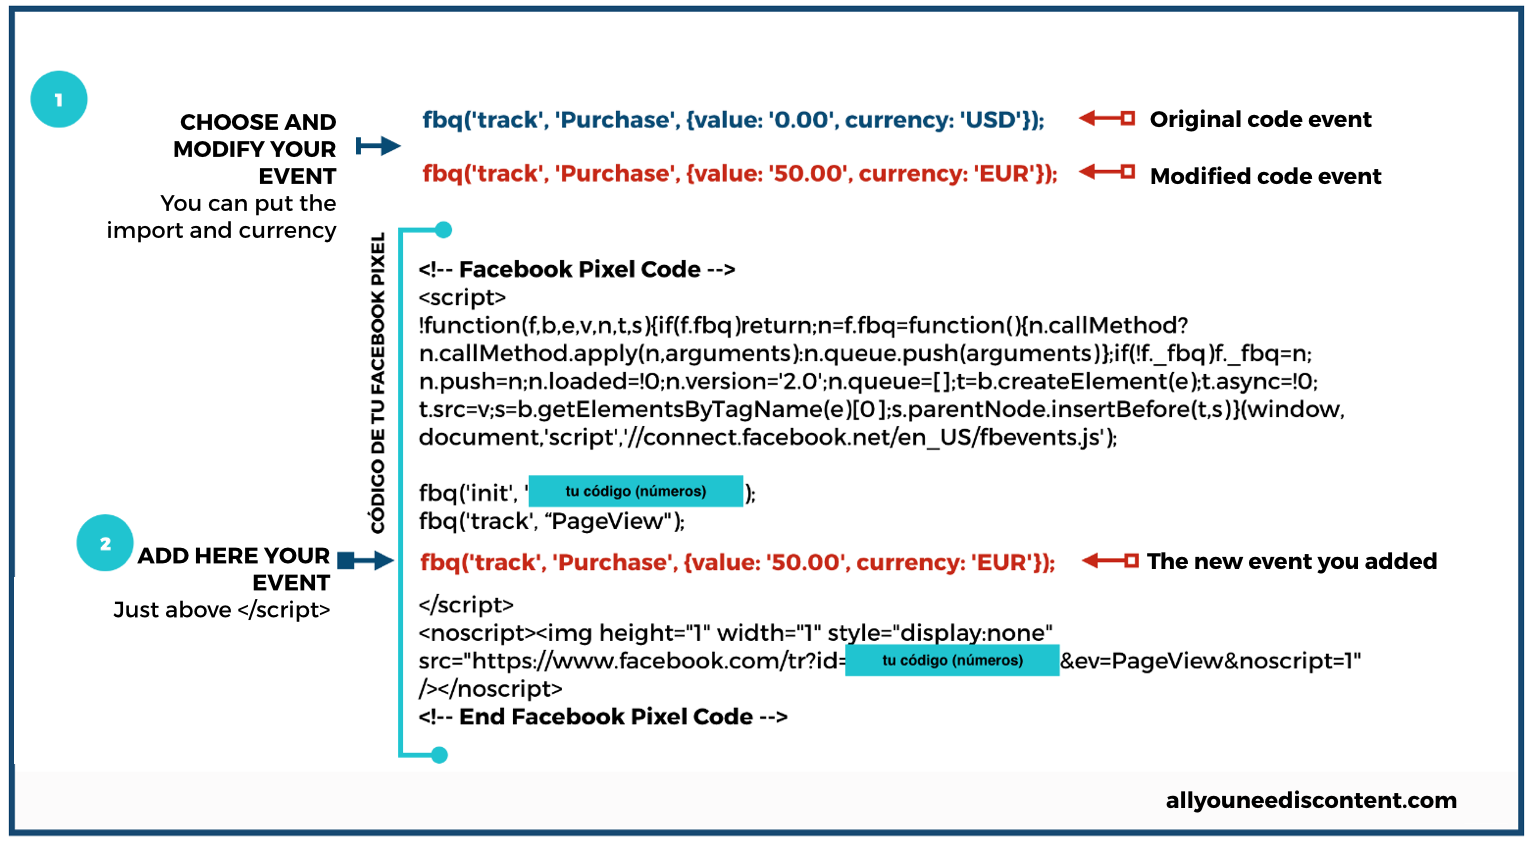 1
CHOOSE AND
MODIFY YOUR
EVENT
You can put the
import and currency
fbq('track', 'Purchase', {value: '0.00', currency: 'USD'});
Original code event
fbq('track', 'Purchase', {value: '50.00', currency: 'EUR'});
Modified code event
CÓDIGO DE TU FACEBOOK PIXEL
<!-- Facebook Pixel Code -->
<script>
!function(f,b,e,v,n,t,s){if(f.fbq)return;n=f.fbq=function(){n.callMethod?
n.callMethod.apply(n,arguments):n.queue.push(arguments)};if(!f._fbq)f._fbq=n;
n.push=n;n.loaded=!0;n.version='2.0';n.queue=[];t=b.createElement(e);t.async=!0;
t.src=v;s=b.getElementsByTagName(e)[0];s.parentNode.insertBefore(t,s)}(window,
document,'script','//connect.facebook.net/en_US/fbevents.js');
fbq('init', 'tu código (números));
fbq('track', “PageView");
2
ADD HERE YOUR
EVENT
Just above </script>
fbq('track', 'Purchase', {value: '50.00', currency: 'EUR'});
The new event you added
</script>
<noscript><img height="1" width="1" style="display:none"
src="https://www.facebook.com/tr?id=tu código (números)&ev=PageView&noscript=1"
/></noscript>
<!-- End Facebook Pixel Code -->
allyouneediscontent.com